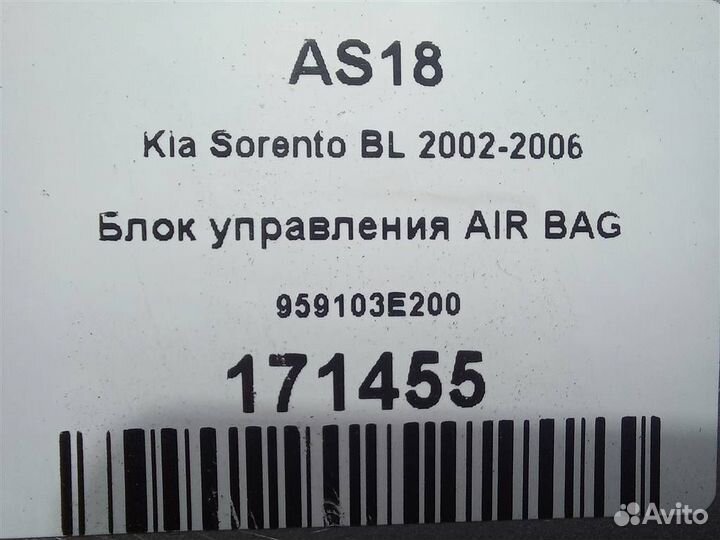 AS18
Kia Sorento BL 2002-2006
Блок управления AIR BAG
959103E200
171455
Avito